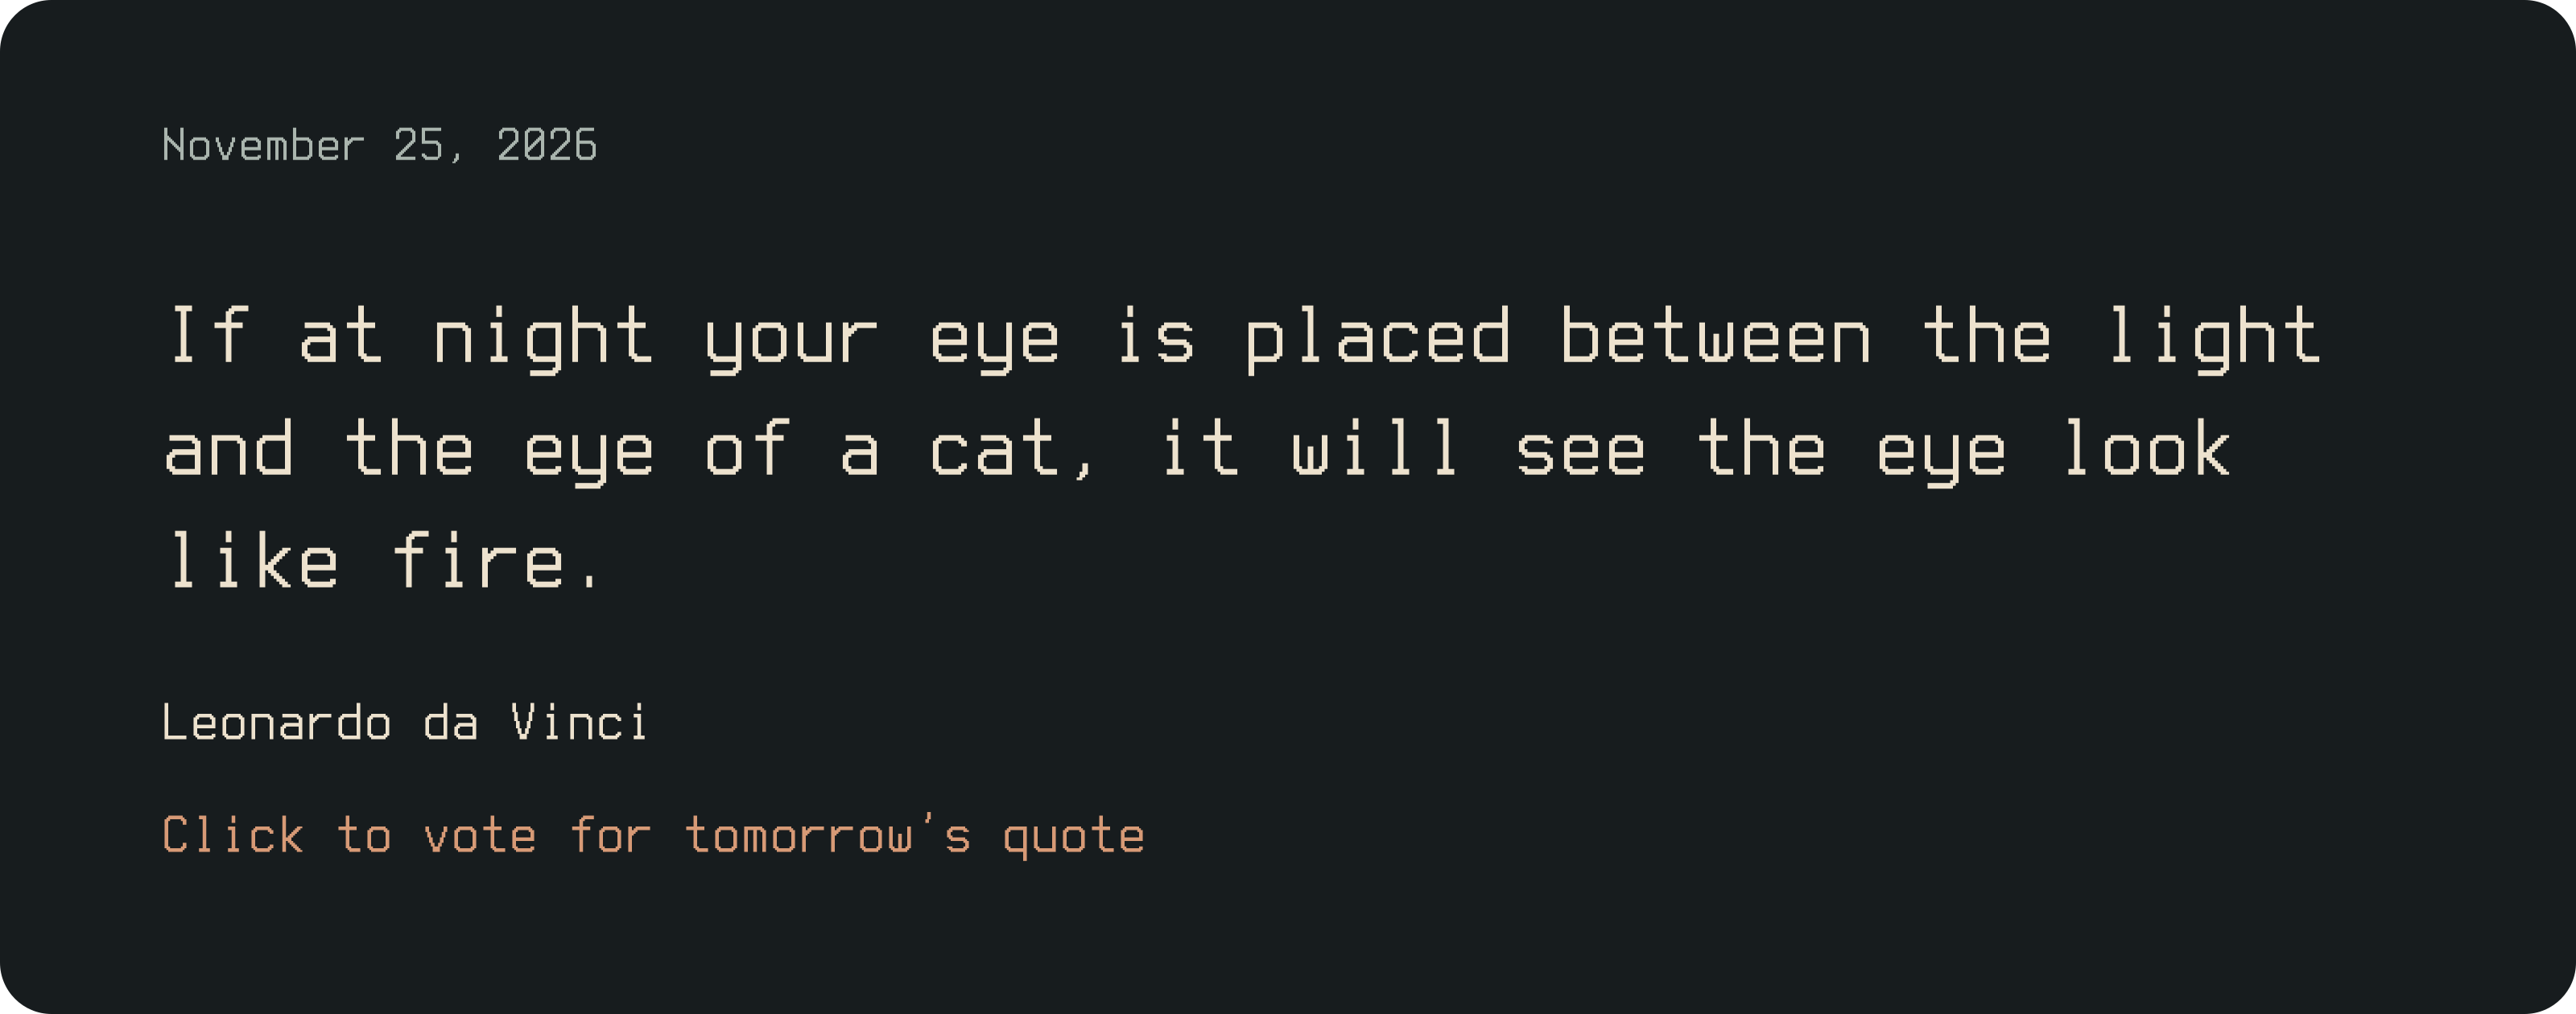 November 25, 2026
If at night your eye is placed between the light
and the eye of a cat, it will see the eye look
like fire.
Leonardo da Vinci
Click to vote for tomorrow's quote